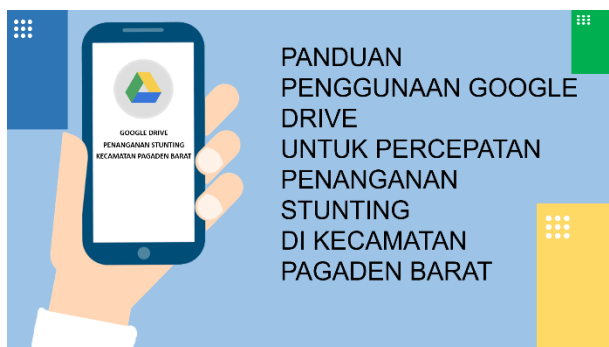 GOOGLE DRIVE
PENANGANAN STUNTING
KECAMATAN PAGADEN BARAT
PANDUAN
PENGGUNAAN GOOGLE
DRIVE
UNTUK PERCEPATAN
PENANGANAN
STUNTING
DI KECAMATAN
PAGADEN BARAT